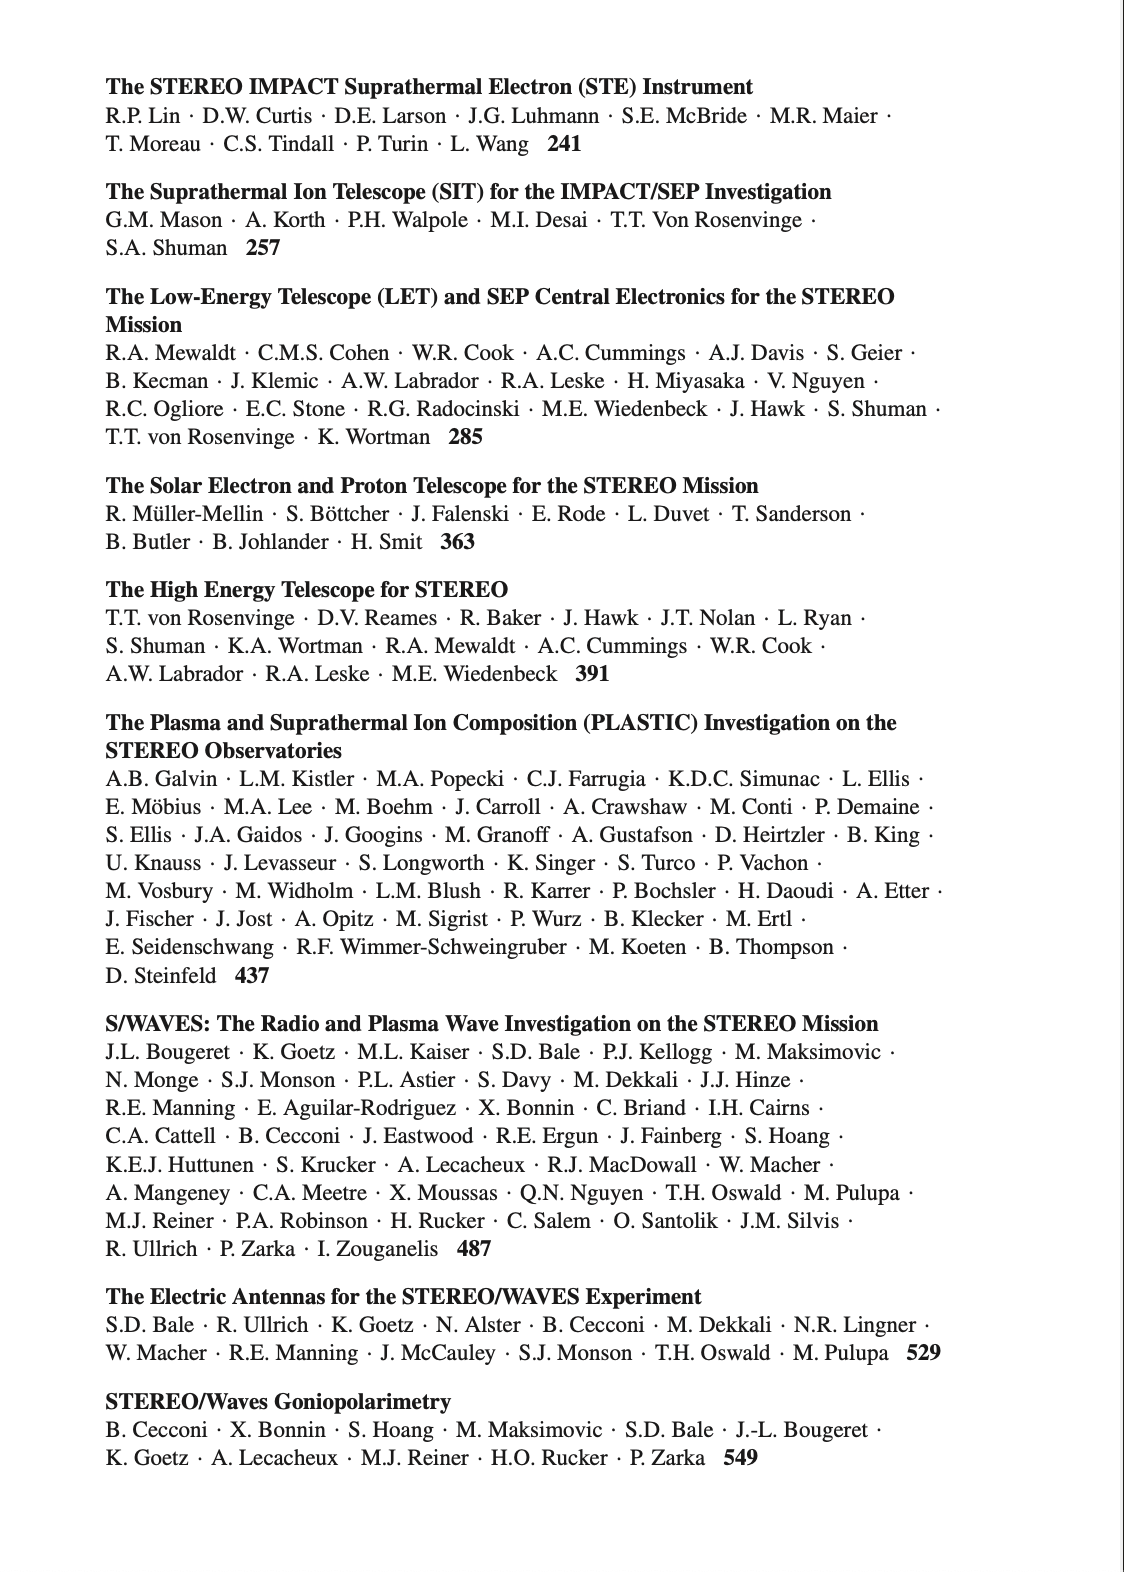 The STEREO IMPACT Suprathermal Electron (STE) Instrument
R.P. Lin · D.W. Curtis · D.E. Larson · J.G. Luhmann · S.E. McBride · M.R. Maier ·
T. Moreau · C.S. Tindall · P. Turin · L. Wang 241
The Suprathermal Ion Telescope (SIT) for the IMPACT/SEP Investigation
G.M. Mason · A. Korth · P.H. Walpole · M.I. Desai · T.T. Von Rosenvinge ·
S.A. Shuman 257
The Low-Energy Telescope (LET) and SEP Central Electronics for the STEREO
Mission
R.A. Mewaldt · C.M.S. Cohen · W.R. Cook · A.C. Cummings · A.J. Davis · S. Geier ·
B. Kecman · J. Klemic · A.W. Labrador · R.A. Leske · H. Miyasaka · V. Nguyen ·
R.C. Ogliore · E.C. Stone · R.G. Radocinski · M.E. Wiedenbeck · J. Hawk · S. Shuman ·
T.T. von Rosenvinge · K. Wortman 285
The Solar Electron and Proton Telescope for the STEREO Mission
R. Müller-Mellin · S. Böttcher · J. Falenski · E. Rode · L. Duvet · T. Sanderson ·
B. Butler · B. Johlander · H. Smit 363
The High Energy Telescope for STEREO
T.T. von Rosenvinge · D.V. Reames · R. Baker · J. Hawk · J.T. Nolan · L. Ryan ·
S. Shuman · K.A. Wortman · R.A. Mewaldt · A.C. Cummings · W.R. Cook ·
A.W. Labrador · R.A. Leske · M.E. Wiedenbeck 391
The Plasma and Suprathermal Ion Composition (PLASTIC) Investigation on the
STEREO Observatories
A.B. Galvin · L.M. Kistler · M.A. Popecki · C.J. Farrugia · K.D.C. Simunac · L. Ellis ·
E. Möbius · M.A. Lee · M. Boehm · J. Carroll · A. Crawshaw · M. Conti · P. Demaine ·
S. Ellis · J.A. Gaidos · J. Googins · M. Granoff · A. Gustafson · D. Heirtzler · B. King ·
U. Knauss · J. Levasseur · S. Longworth · K. Singer · S. Turco · P. Vachon ·
M. Vosbury · M. Widholm · L.M. Blush · R. Karrer · P. Bochsler · H. Daoudi · A. Etter ·
J. Fischer · J. Jost · A. Opitz · M. Sigrist · P. Wurz · B. Klecker · M. Ertl ·
E. Seidenschwang · R.F. Wimmer-Schweingruber · M. Koeten · B. Thompson ·
D. Steinfeld 437
S/WAVES: The Radio and Plasma Wave Investigation on the STEREO Mission
J.L. Bougeret · K. Goetz · M.L. Kaiser · S.D. Bale · P.J. Kellogg · M. Maksimovic ·
N. Monge · S.J. Monson · P.L. Astier · S. Davy · M. Dekkali · J.J. Hinze ·
R.E. Manning · E. Aguilar-Rodriguez · X. Bonnin · C. Briand · I.H. Cairns ·
C.A. Cattell · B. Cecconi · J. Eastwood · R.E. Ergun · J. Fainberg · S. Hoang ·
K.E.J. Huttunen · S. Krucker · A. Lecacheux · R.J. MacDowall · W. Macher ·
A. Mangeney · C.A. Meetre · X. Moussas · Q.N. Nguyen · T.H. Oswald · M. Pulupa ·
M.J. Reiner · P.A. Robinson · H. Rucker · C. Salem · O. Santolik · J.M. Silvis ·
R. Ullrich · P. Zarka · I. Zouganelis 487
The Electric Antennas for the STEREO/WAVES Experiment
S.D. Bale · R. Ullrich · K. Goetz · N. Alster · B. Cecconi · M. Dekkali · N.R. Lingner ·
W. Macher · R.E. Manning · J. McCauley · S.J. Monson · T.H. Oswald · M. Pulupa 529
STEREO/Waves Goniopolarimetry
B. Cecconi · X. Bonnin · S. Hoang · M. Maksimovic · S.D. Bale · J.-L. Bougeret ·
K. Goetz · A. Lecacheux · M.J. Reiner · H.O. Rucker · P. Zarka 549